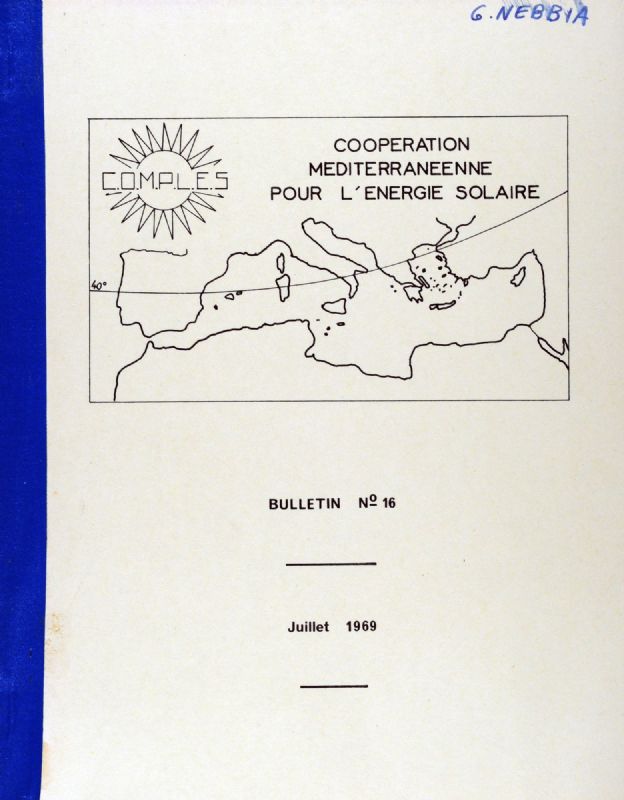 G. NEBBIA
C.O.M.P.L.E.S
COOPERATION
MEDITERRANEENNE
POUR L'ENERGIE SOLAIRE
40°
BULLETIN Nº 16
Juillet 1969